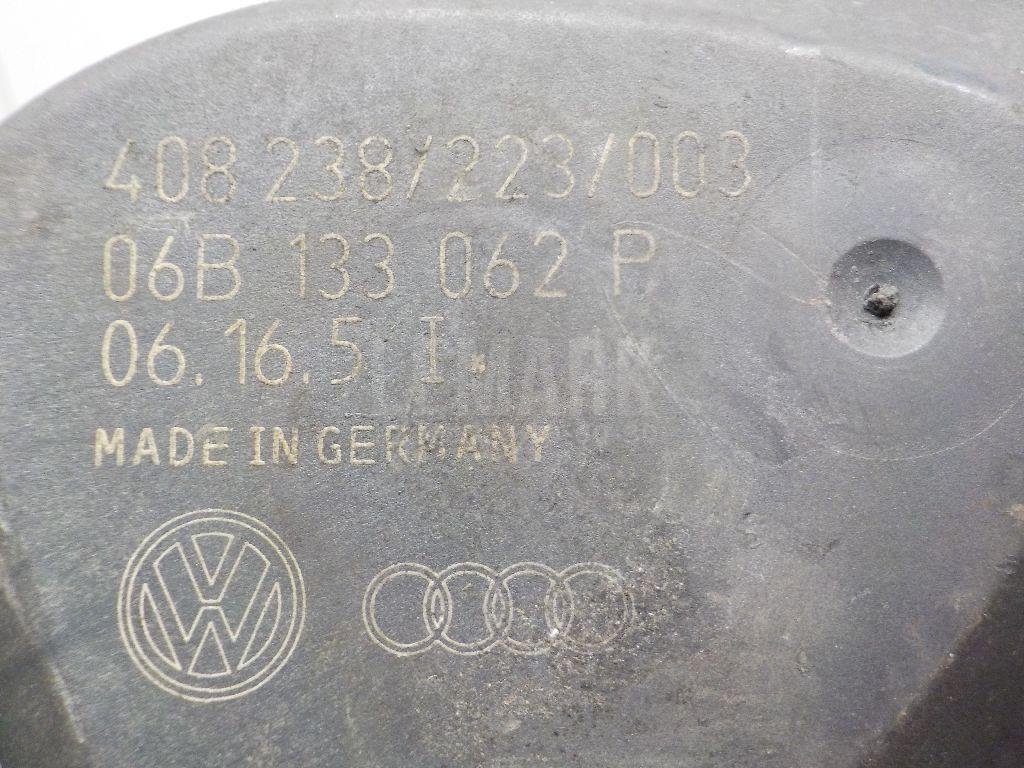 408 238/223/003
06B 133 062 P
06.16.5 I*
MADE IN GERMANY